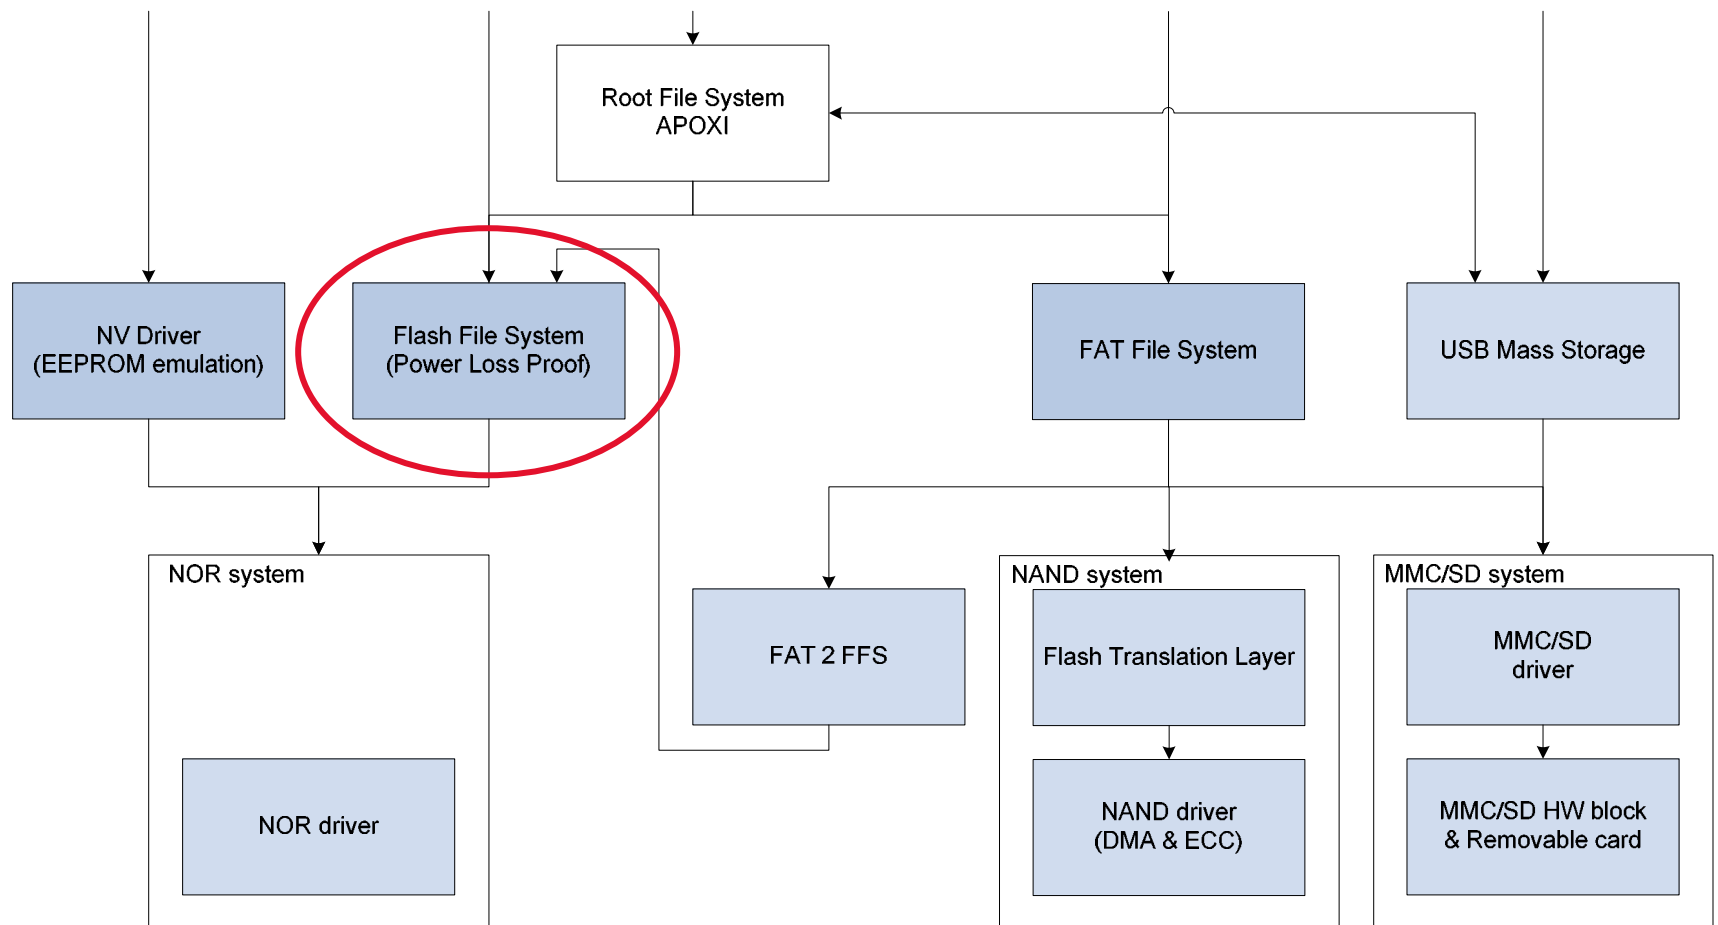 Root File System
APOXI
NV Driver
(EEPROM emulation)
Flash File System
(Power Loss Proof)
FAT File System
USB Mass Storage
NOR system
NAND system
MMC/SD system
FAT 2 FFS
Flash Translation Layer
MMC/SD
driver
NOR driver
NAND driver
(DMA & ECC)
MMC/SD HW block
& Removable card